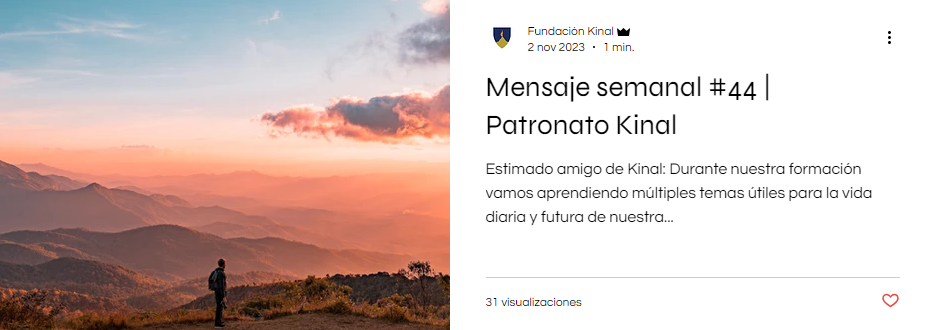 Fundación Kinal
2 nov 2023 · 1 min.
Mensaje semanal #44 |
Patronato Kinal
Estimado amigo de Kinal: Durante nuestra formación
vamos aprendiendo múltiples temas útiles para la vida
diaria y futura de nuestra...
31 visualizaciones